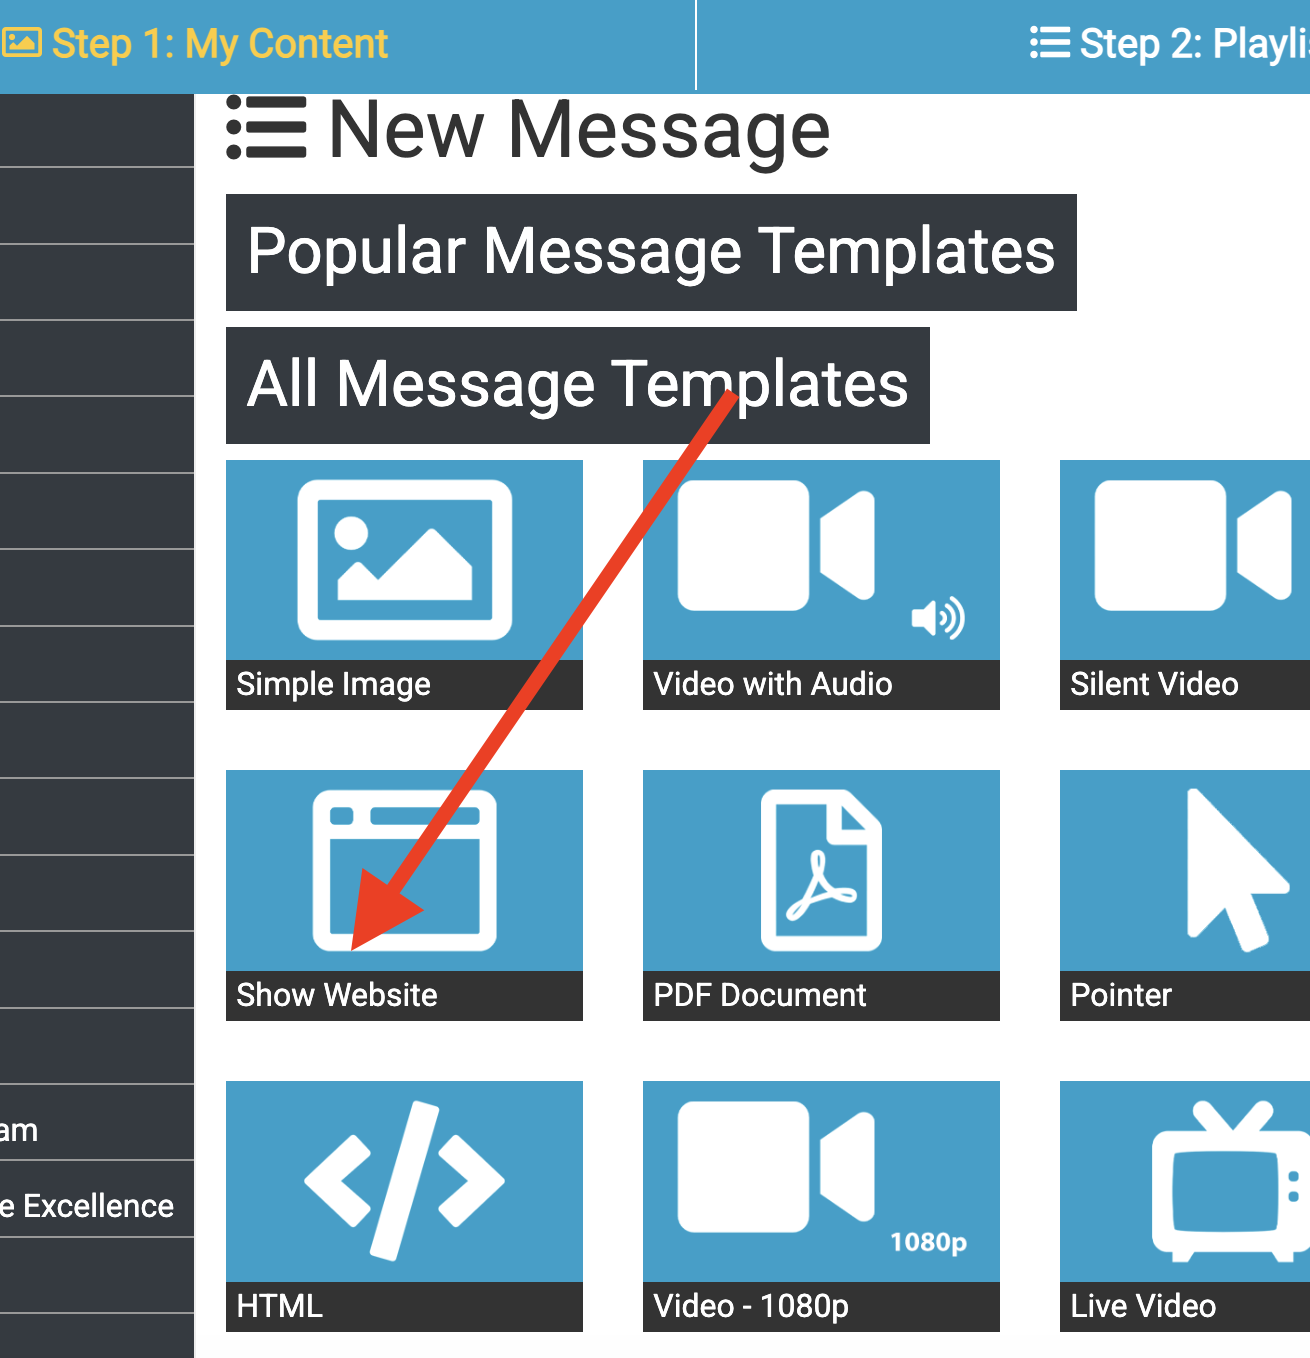 Step 1: My Content
Step 2: Playlis
New Message
Popular Message Templates
All Message Templates
Simple Image
Video with Audio
Silent Video
Show Website
PDF Document
Pointer
am
e Excellence
1080p
HTML
Video - 1080p
Live Video